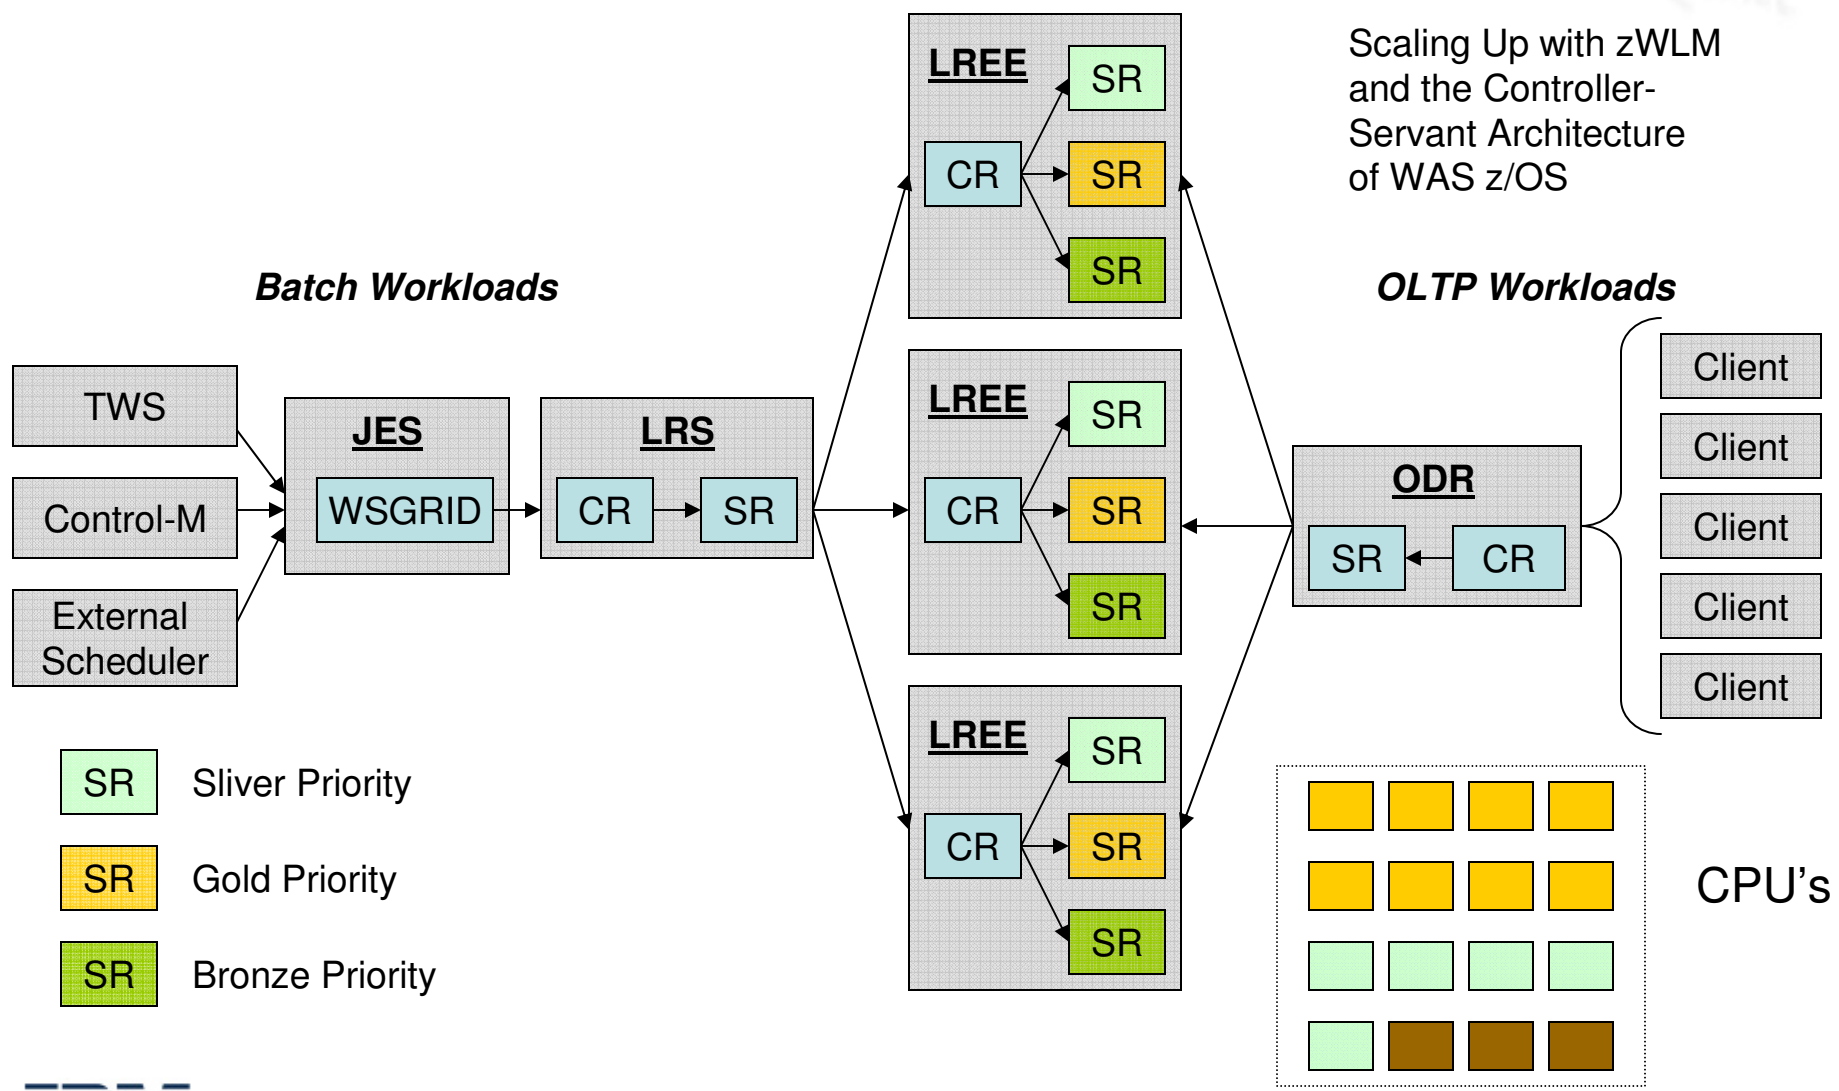 Scaling Up with zWLM
and the Controller-
Servant Architecture
of WAS z/OS
Batch Workloads
OLTP Workloads
TWS
Control-M
External
Scheduler
JES
WSGRID
LRS
CR
SR
LREE
CR
SR
SR
SR
LREE
CR
SR
SR
SR
LREE
CR
SR
SR
SR
ODR
SR
CR
Client
Client
Client
Client
Client
SR
Sliver Priority
SR
Gold Priority
SR
Bronze Priority
CPU's